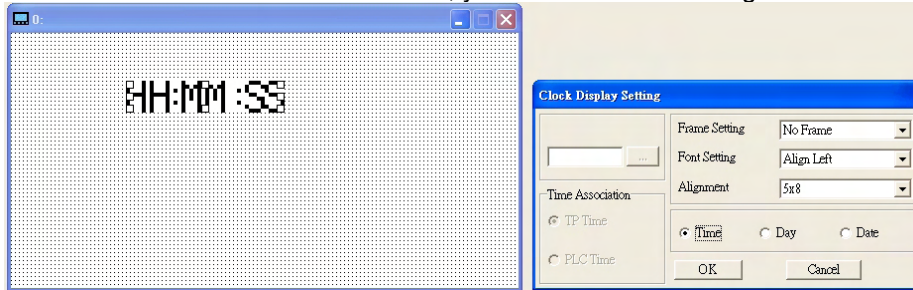 0:
HH:MM :SS
Clock Display Setting
...
Time Association
TP Time
PLC Time
Frame Setting
No Frame
Font Setting
Align Left
Alignment
5x8
Time
Day
Date
OK
Cancel